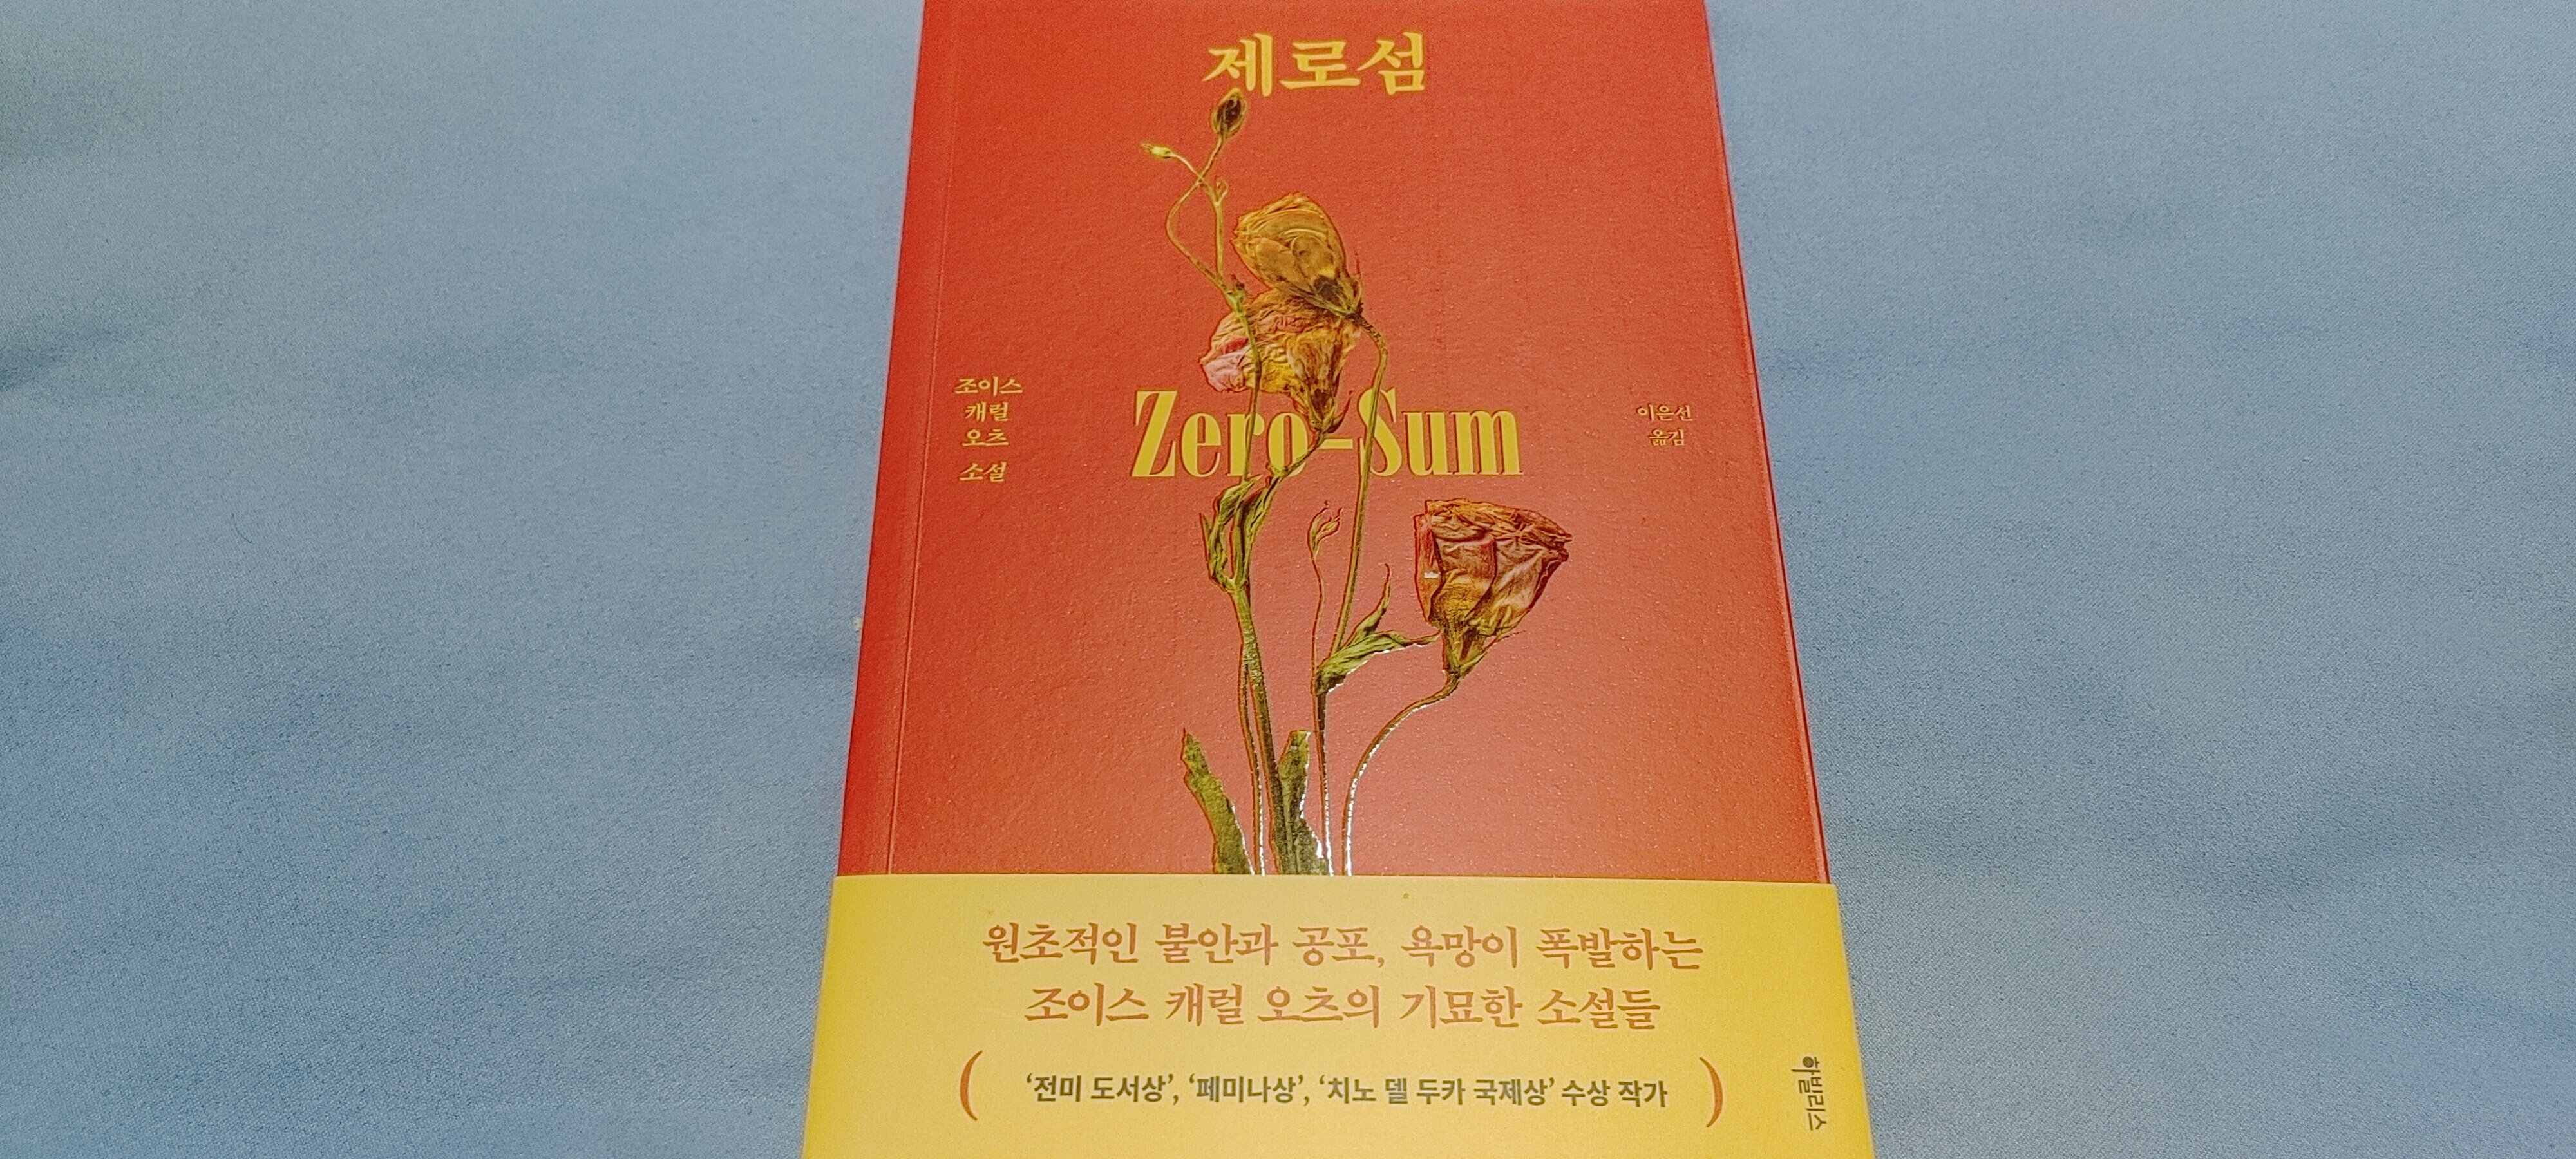 제로섬
조이스
캐럴
오츠
소설
Zero-Sum
이은선
옮김
원초적인 불안과 공포, 욕망이 폭발하는
조이스 캐럴 오츠의 기묘한 소설들
( ‘전미 도서상’, ‘페미나상’, ‘치노 델 두카 국제상’ 수상 작가 )
하빌리스